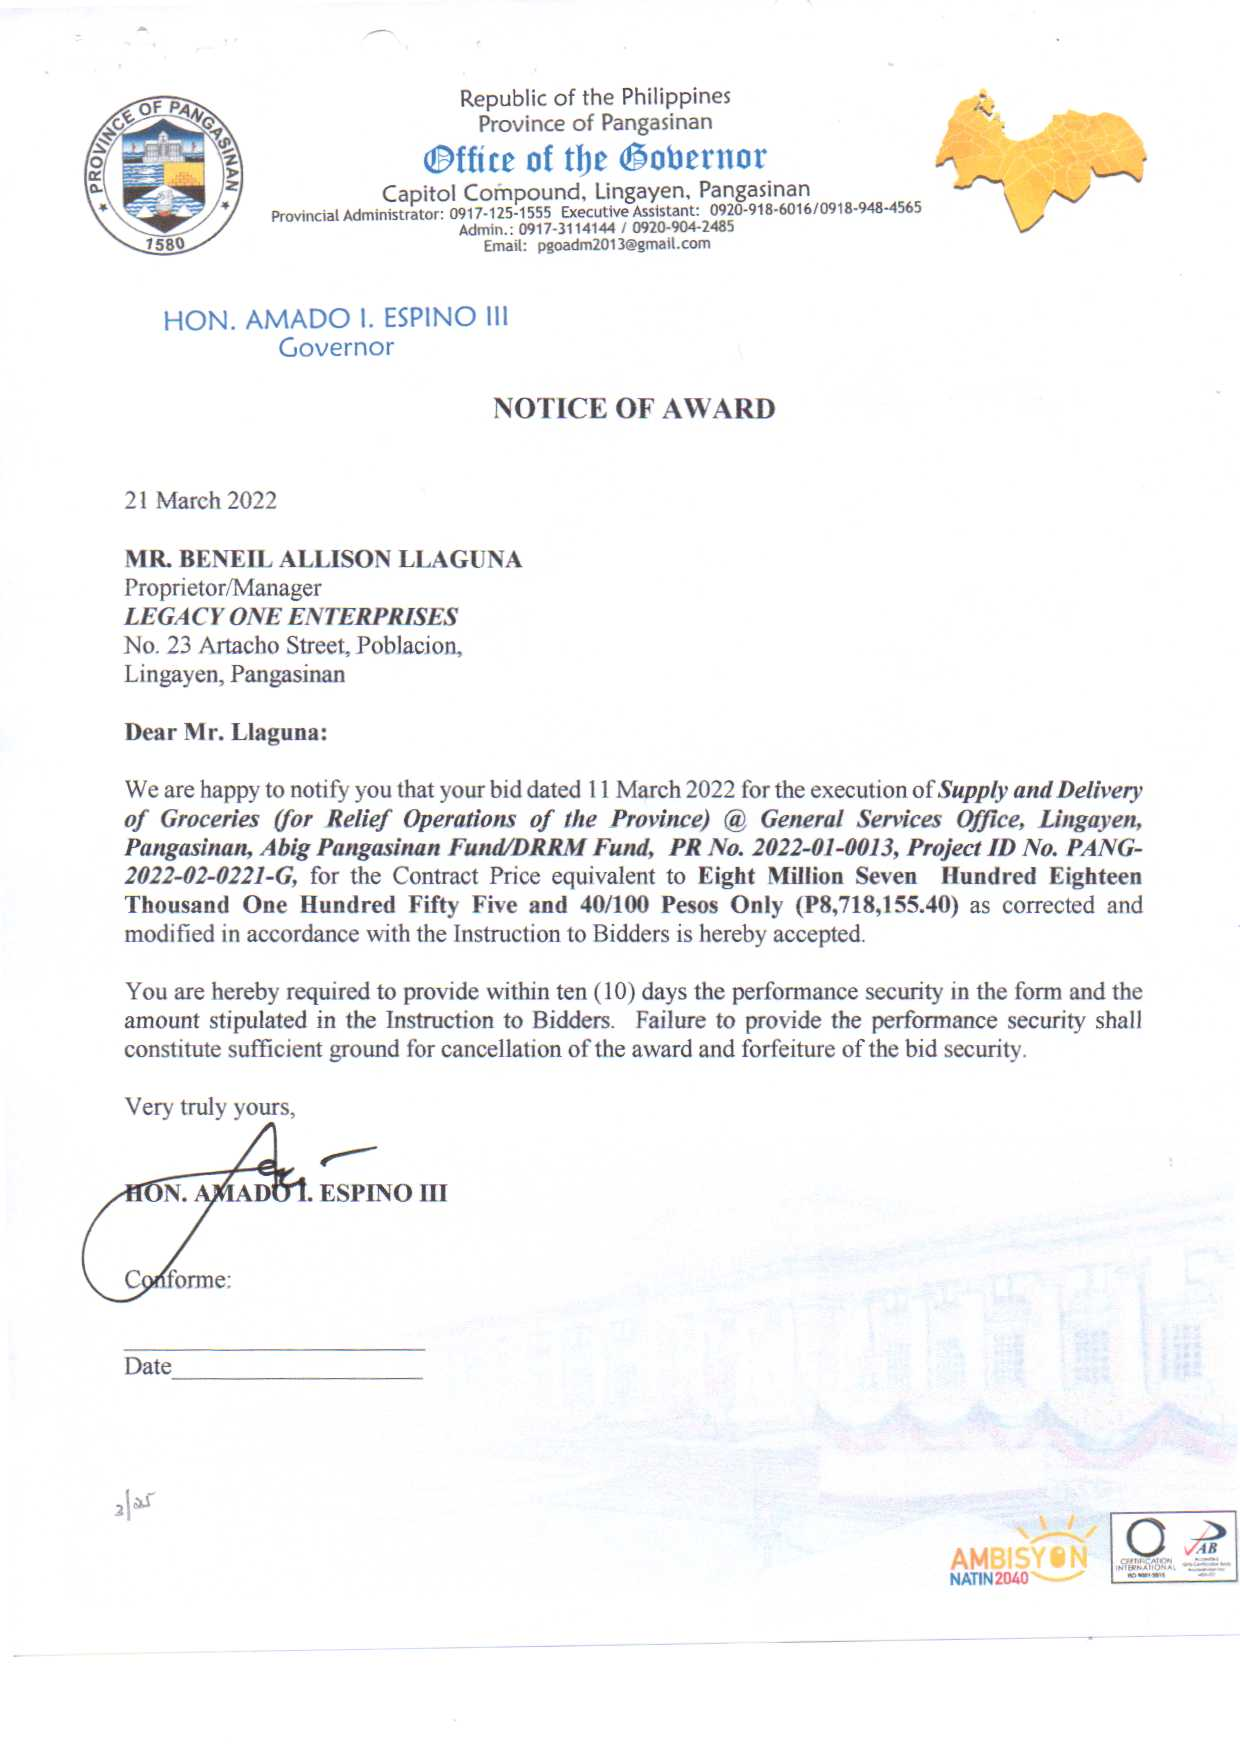 Republic of the Philippines
Province of Pangasinan
Office of the Governor
Capitol Compound, Lingayen, Pangasinan
Provincial Administrator: 0917-125-1555 Executive Assistant: 0920-918-6016/0918-948-4565
Admin.: 0917-3114144 / 0920-904-2485
Email: pgoadm2013@gmail.com
PROVINCE OF PANGASINAN
1580
HON. AMADO I. ESPINO III
Governor
NOTICE OF AWARD
21 March 2022
MR. BENEIL ALLISON LLAGUNA
Proprietor/Manager
LEGACY ONE ENTERPRISES
No. 23 Artacho Street, Poblacion,
Lingayen, Pangasinan
Dear Mr. Llaguna:
We are happy to notify you that your bid dated 11 March 2022 for the execution of Supply and Delivery
of Groceries (for Relief Operations of the Province) @ General Services Office, Lingayen,
Pangasinan, Abig Pangasinan Fund/DRRM Fund, PR No. 2022-01-0013, Project ID No. PANG-
2022-02-0221-G, for the Contract Price equivalent to Eight Million Seven Hundred Eighteen
Thousand One Hundred Fifty Five and 40/100 Pesos Only (P8,718,155.40) as corrected and
modified in accordance with the Instruction to Bidders is hereby accepted.
You are hereby required to provide within ten (10) days the performance security in the form and the
amount stipulated in the Instruction to Bidders. Failure to provide the performance security shall
constitute sufficient ground for cancellation of the award and forfeiture of the bid security.
Very truly yours,
HON. AMADO I. ESPINO III
Conforme:
Date
3/25
AMBISYON
NATIN 2040
CERTIFICATION
INTERNATIONAL
ISO 9001:2015
PAB